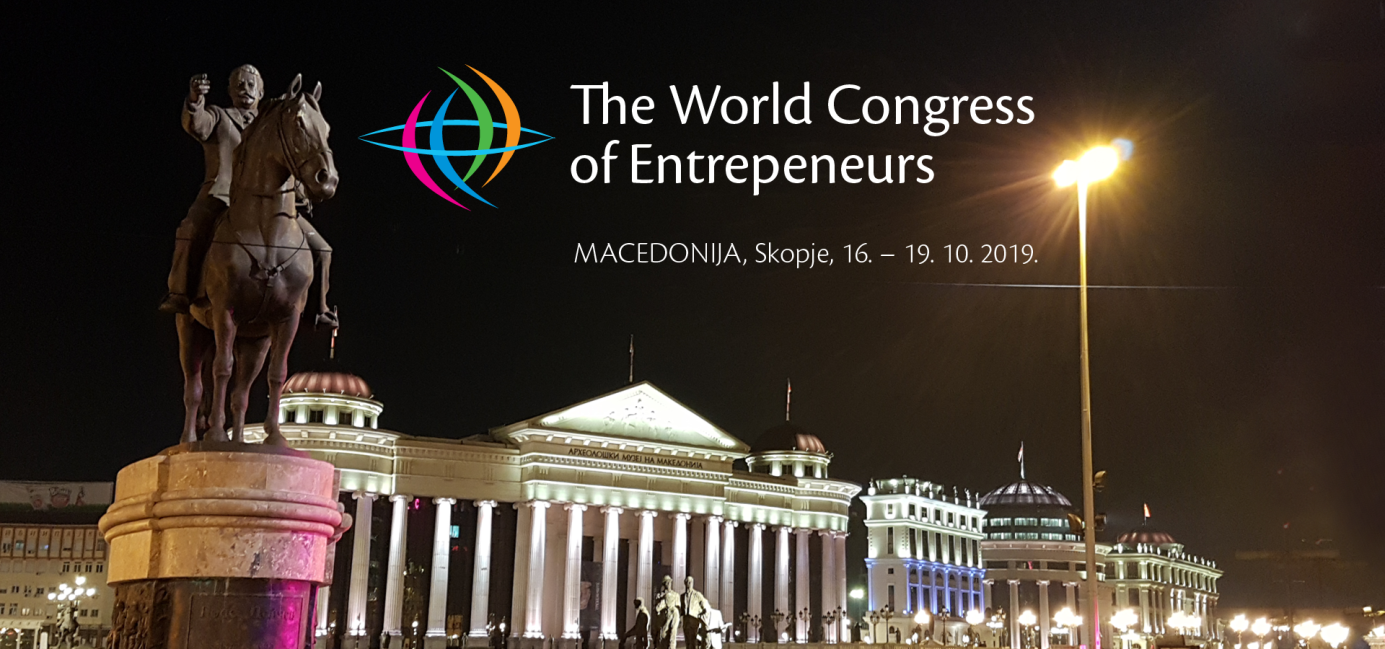 The World Congress
of Entrepeneurs
MACEDONIJA, Skopje, 16. – 19. 10. 2019.
АРХЕОЛОШКИ МУЗЕЈ НА МАКЕДОНИЈА